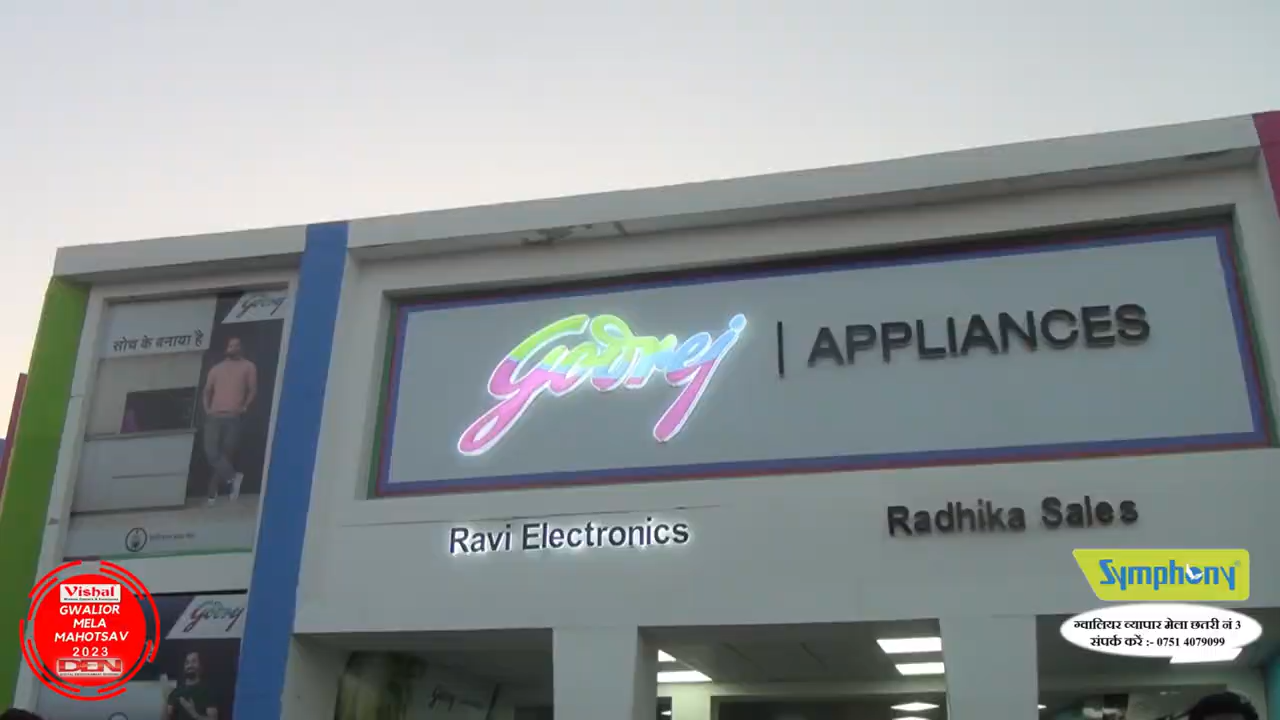 Godrej
सोच के बनाया है
Godrej | APPLIANCES
Ravi Electronics
Radhika Sales
Godrej
Symphony
ग्वालियर व्यापार मेला छतरी नं 3
संपर्क करें :- 0751 4079099
Vishal
GWALIOR
MELA
MAHOTSAV
2023
DEN